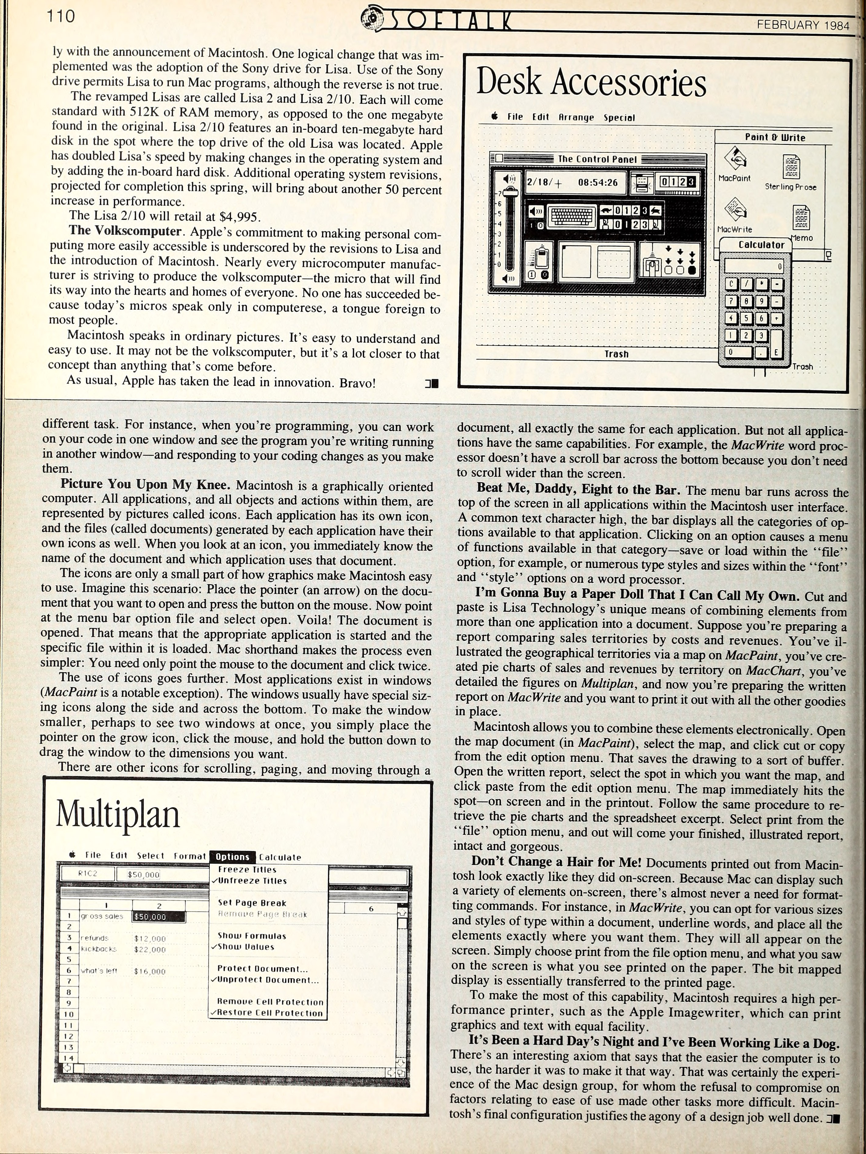 110
SOFTALK
FEBRUARY 1984
ly with the announcement of Macintosh. One logical change that was im-
plemented was the adoption of the Sony drive for Lisa. Use of the Sony
drive permits Lisa to run Mac programs, although the reverse is not true.
The revamped Lisas are called Lisa 2 and Lisa 2/10. Each will come
standard with 512K of RAM memory, as opposed to the one megabyte
found in the original. Lisa 2/10 features an in-board ten-megabyte hard
disk in the spot where the top drive of the old Lisa was located. Apple
has doubled Lisa's speed by making changes in the operating system and
by adding the in-board hard disk. Additional operating system revisions,
projected for completion this spring, will bring about another 50 percent
increase in performance.
The Lisa 2/10 will retail at $4,995.
The Volkscomputer. Apple's commitment to making personal com-
puting more easily accessible is underscored by the revisions to Lisa and
the introduction of Macintosh. Nearly every microcomputer manufac-
turer is striving to produce the volkscomputer—the micro that will find
its way into the hearts and homes of everyone. No one has succeeded be-
cause today's micros speak only in computerese, a tongue foreign to
most people.
Macintosh speaks in ordinary pictures. It's easy to understand and
easy to use. It may not be the volkscomputer, but it's a lot closer to that
concept than anything that's come before.
As usual, Apple has taken the lead in innovation. Bravo!
Desk Accessories
File Edit Arrange Special
Paint & Write
The Control Panel
MacPaint
Sterling Prose
2/18/+ 08:54:26
0 1 2 3
7
6
5
4
3
2
1
0
1 0
0 1 2 3
0 1 2 3
1 0
MacWrite
Memo
Calculator
0
C / * -
7 8 9 -
4 5 6 +
1 2 3
0 . E
Trash
Trash
different task. For instance, when you're programming, you can work
on your code in one window and see the program you're writing running
in another window—and responding to your coding changes as you make
them.
Picture You Upon My Knee. Macintosh is a graphically oriented
computer. All applications, and all objects and actions within them, are
represented by pictures called icons. Each application has its own icon,
and the files (called documents) generated by each application have their
own icons as well. When you look at an icon, you immediately know the
name of the document and which application uses that document.
The icons are only a small part of how graphics make Macintosh easy
to use. Imagine this scenario: Place the pointer (an arrow) on the docu-
ment that you want to open and press the button on the mouse. Now point
at the menu bar option file and select open. Voila! The document is
opened. That means that the appropriate application is started and the
specific file within it is loaded. Mac shorthand makes the process even
simpler: You need only point the mouse to the document and click twice.
The use of icons goes further. Most applications exist in windows
(MacPaint is a notable exception). The windows usually have special siz-
ing icons along the side and across the bottom. To make the window
smaller, perhaps to see two windows at once, you simply place the
pointer on the grow icon, click the mouse, and hold the button down to
drag the window to the dimensions you want.
There are other icons for scrolling, paging, and moving through a
Multiplan
File Edit Select Format Options Calculate
R1C2 $50,000
Freeze Titles
✓Unfreeze Titles
Set Page Break
Remove Page Break
Show Formulas
✓Show Values
Protect Document...
✓Unprotect Document...
Remove Cell Protection
✓Restore Cell Protection
1 2 6
1 gross sales $50,000
2
3 refunds $12,000
4 kickbacks $22,000
5
6 what's left $16,000
7
8
9
10
11
12
13
14
document, all exactly the same for each application. But not all applica-
tions have the same capabilities. For example, the MacWrite word proc-
essor doesn't have a scroll bar across the bottom because you don't need
to scroll wider than the screen.
Beat Me, Daddy, Eight to the Bar. The menu bar runs across the
top of the screen in all applications within the Macintosh user interface.
A common text character high, the bar displays all the categories of op-
tions available to that application. Clicking on an option causes a menu
of functions available in that category—save or load within the "file"
option, for example, or numerous type styles and sizes within the "font"
and "style" options on a word processor.
I'm Gonna Buy a Paper Doll That I Can Call My Own. Cut and
paste is Lisa Technology's unique means of combining elements from
more than one application into a document. Suppose you're preparing a
report comparing sales territories by costs and revenues. You've il-
lustrated the geographical territories via a map on MacPaint, you've cre-
ated pie charts of sales and revenues by territory on MacChart, you've
detailed the figures on Multiplan, and now you're preparing the written
report on MacWrite and you want to print it out with all the other goodies
in place.
Macintosh allows you to combine these elements electronically. Open
the map document (in MacPaint), select the map, and click cut or copy
from the edit option menu. That saves the drawing to a sort of buffer.
Open the written report, select the spot in which you want the map, and
click paste from the edit option menu. The map immediately hits the
spot—on screen and in the printout. Follow the same procedure to re-
trieve the pie charts and the spreadsheet excerpt. Select print from the
"file" option menu, and out will come your finished, illustrated report,
intact and gorgeous.
Don't Change a Hair for Me! Documents printed out from Macin-
tosh look exactly like they did on-screen. Because Mac can display such
a variety of elements on-screen, there's almost never a need for format-
ting commands. For instance, in MacWrite, you can opt for various sizes
and styles of type within a document, underline words, and place all the
elements exactly where you want them. They will all appear on the
screen. Simply choose print from the file option menu, and what you saw
on the screen is what you see printed on the paper. The bit mapped
display is essentially transferred to the printed page.
To make the most of this capability, Macintosh requires a high per-
formance printer, such as the Apple Imagewriter, which can print
graphics and text with equal facility.
It's Been a Hard Day's Night and I've Been Working Like a Dog.
There's an interesting axiom that says that the easier the computer is to
use, the harder it was to make it that way. That was certainly the experi-
ence of the Mac design group, for whom the refusal to compromise on
factors relating to ease of use made other tasks more difficult. Macin-
tosh's final configuration justifies the agony of a design job well done.